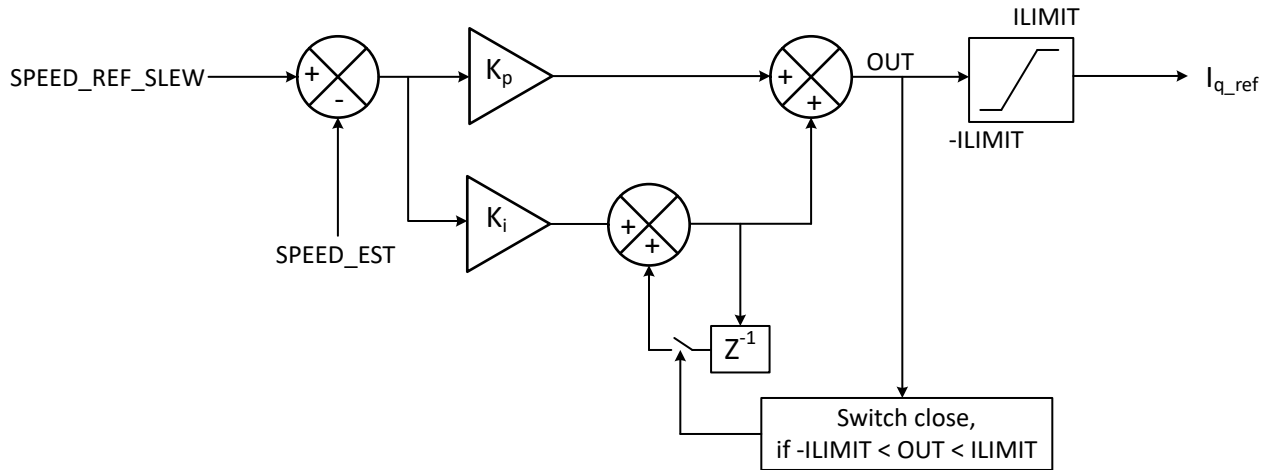 ILIMIT
SPEED_REF_SLEW
+
-
Kp
+
+
OUT
Iq_ref
-ILIMIT
SPEED_EST
Ki
+
+
Z-1
Switch close,
if -ILIMIT < OUT < ILIMIT